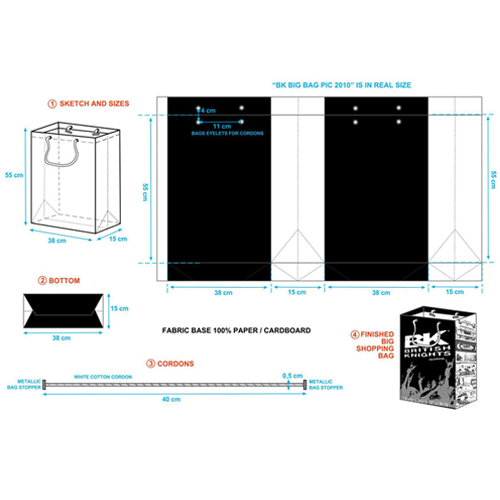 "BK BIG BAG PIC 2010" IS IN REAL SIZE
1 SKETCH AND SIZES
4 cm
11 cm
BAGS EYELETS FOR CORDONS
55 cm
38 cm
15 cm
55 cm
55 cm
38 cm
15 cm
38 cm
15 cm
2 BOTTOM
15 cm
38 cm
FABRIC BASE 100% PAPER / CARDBOARD
4 FINISHED
BIG
SHOPPING
BAG
BK
BRITISH
KNIGHTS
3 CORDONS
METALLIC
BAG STOPPER
WHITE COTTON CORDON
0,5 cm
METALLIC
BAG STOPPER
40 cm